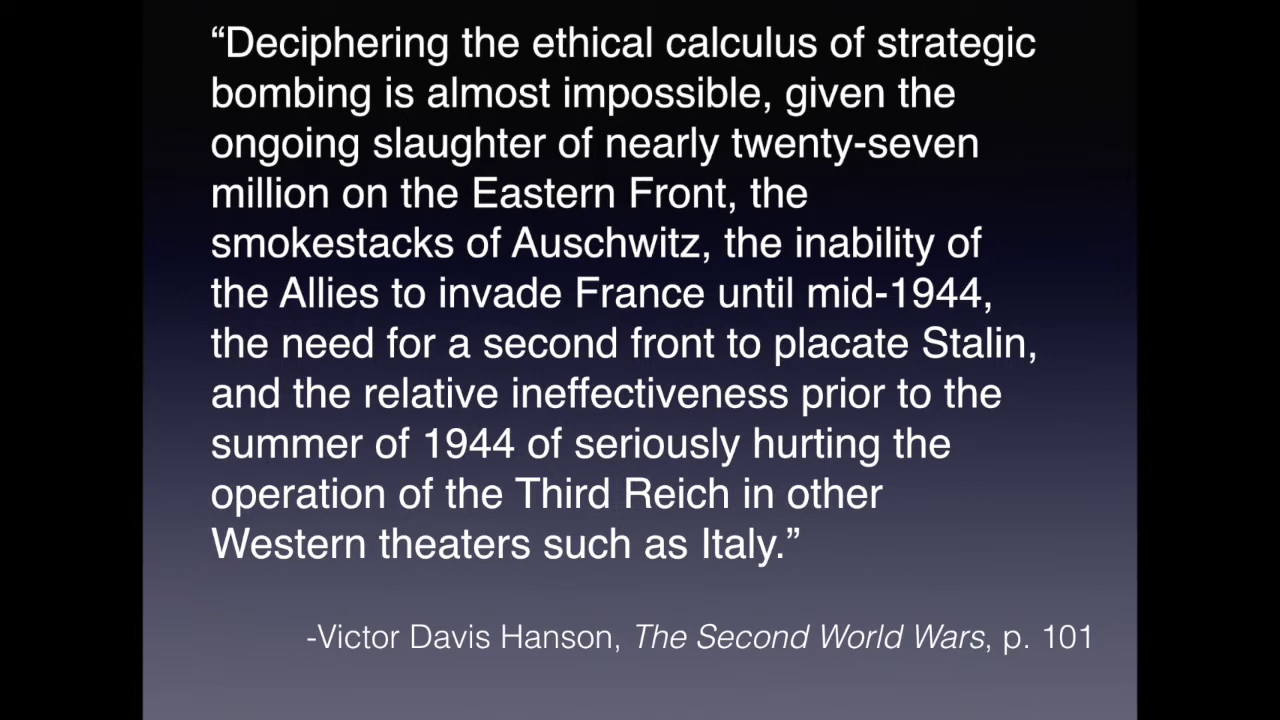 “Deciphering the ethical calculus of strategic
bombing is almost impossible, given the
ongoing slaughter of nearly twenty-seven
million on the Eastern Front, the
smokestacks of Auschwitz, the inability of
the Allies to invade France until mid-1944,
the need for a second front to placate Stalin,
and the relative ineffectiveness prior to the
summer of 1944 of seriously hurting the
operation of the Third Reich in other
Western theaters such as Italy.”
-Victor Davis Hanson, The Second World Wars, p. 101